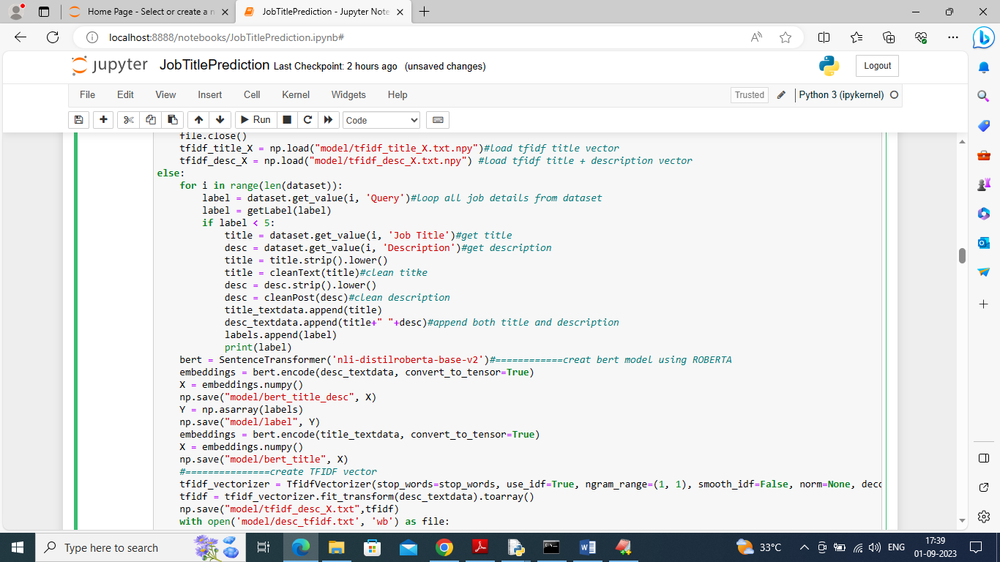 Home Page - Select or create a n
JobTitlePrediction - Jupyter Note
localhost:8888/notebooks/JobTitlePrediction.ipynb#
jupyter JobTitlePrediction Last Checkpoint: 2 hours ago (unsaved changes)
Logout
File Edit View Insert Cell Kernel Widgets Help
Trusted Python 3 (ipykernel)
Run Code
file.close()
tfidf_title_X = np.load("model/tfidf_title_X.txt.npy")#load tfidf title vector
tfidf_desc_X = np.load("model/tfidf_desc_X.txt.npy") #load tfidf title + description vector
else:
for i in range(len(dataset)):
label = dataset.get_value(i, 'Query')#loop all job details from dataset
label = getLabel(label)
if label < 5:
title = dataset.get_value(i, 'Job Title')#get title
desc = dataset.get_value(i, 'Description')#get description
title = title.strip().lower()
title = cleanText(title)#clean titke
desc = desc.strip().lower()
desc = cleanPost(desc)#clean description
title_textdata.append(title)
desc_textdata.append(title+" "+desc)#append both title and description
labels.append(label)
print(label)
bert = SentenceTransformer('nli-distilroberta-base-v2')#============creat bert model using ROBERTA
embeddings = bert.encode(desc_textdata, convert_to_tensor=True)
X = embeddings.numpy()
np.save("model/bert_title_desc", X)
Y = np.asarray(labels)
np.save("model/label", Y)
embeddings = bert.encode(title_textdata, convert_to_tensor=True)
X = embeddings.numpy()
np.save("model/bert_title", X)
#===============create TFIDF vector
tfidf_vectorizer = TfidfVectorizer(stop_words=stop_words, use_idf=True, ngram_range=(1, 1), smooth_idf=False, norm=None, deco
tfidf = tfidf_vectorizer.fit_transform(desc_textdata).toarray()
np.save("model/tfidf_desc_X.txt",tfidf)
with open('model/desc_tfidf.txt', 'wb') as file:
Type here to search
33°C
ENG
17:39
01-09-2023